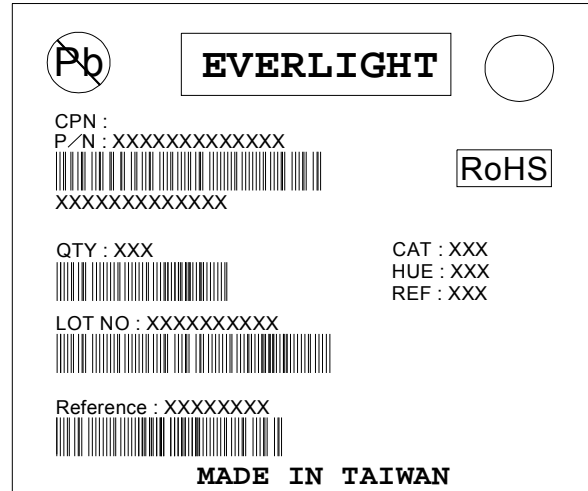 Pb
EVERLIGHT
CPN :
P/N : XXXXXXXXXXXXX
RoHS
XXXXXXXXXXXXX
QTY : XXX
CAT : XXX
HUE : XXX
REF : XXX
LOT NO : XXXXXXXXXX
Reference : XXXXXXXX
MADE IN TAIWAN